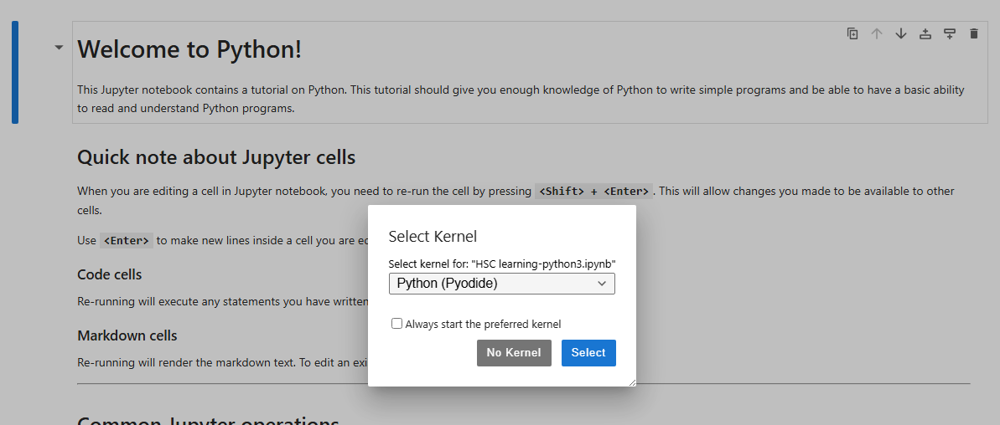 Welcome to Python!
This Jupyter notebook contains a tutorial on Python. This tutorial should give you enough knowledge of Python to write simple programs and be able to have a basic ability
to read and understand Python programs.
Quick note about Jupyter cells
When you are editing a cell in Jupyter notebook, you need to re-run the cell by pressing <Shift> + <Enter>. This will allow changes you made to be available to other
cells.
Use <Enter> to make new lines inside a cell you are
Code cells
Re-running will execute any statements you have written
Markdown cells
Re-running will render the markdown text. To edit an
Select Kernel
Select kernel for: "HSC learning-python3.ipynb"
Python (Pyodide)
Always start the preferred kernel
No Kernel
Select
Common Jupyter operations